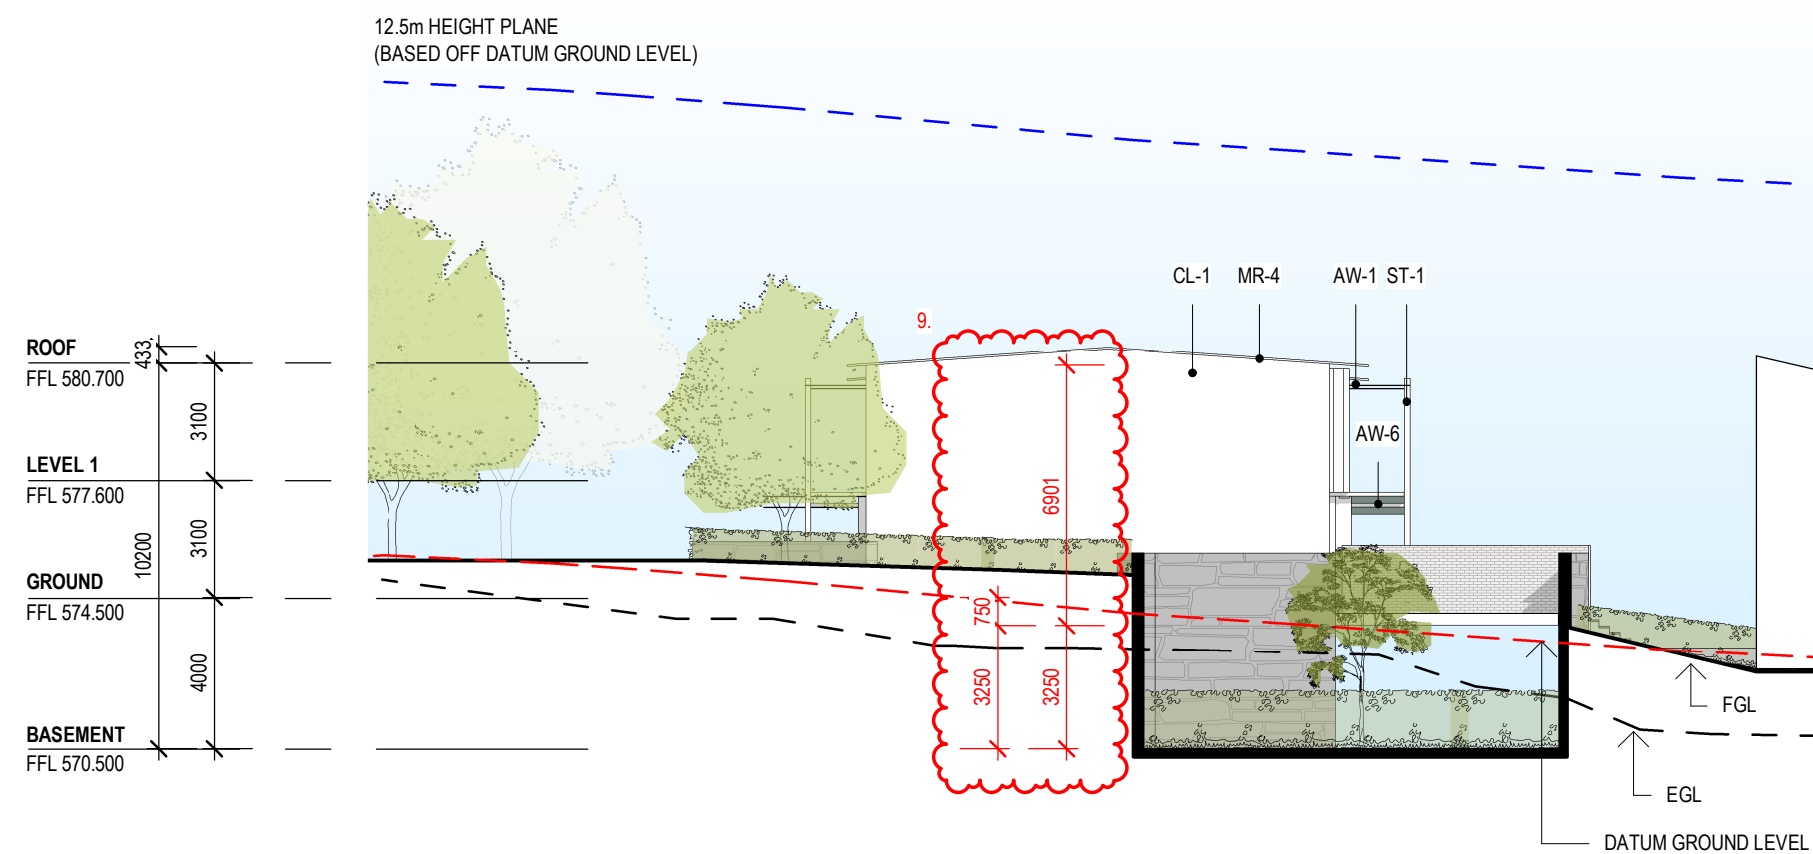 12.5m HEIGHT PLANE
(BASED OFF DATUM GROUND LEVEL)
CL-1
MR-4
AW-1
ST-1
9.
ROOF
FFL 580.700
433
3100
AW-6
LEVEL 1
FFL 577.600
6901
3100
10200
GROUND
FFL 574.500
750
4000
3250
3250
FGL
BASEMENT
FFL 570.500
EGL
DATUM GROUND LEVEL